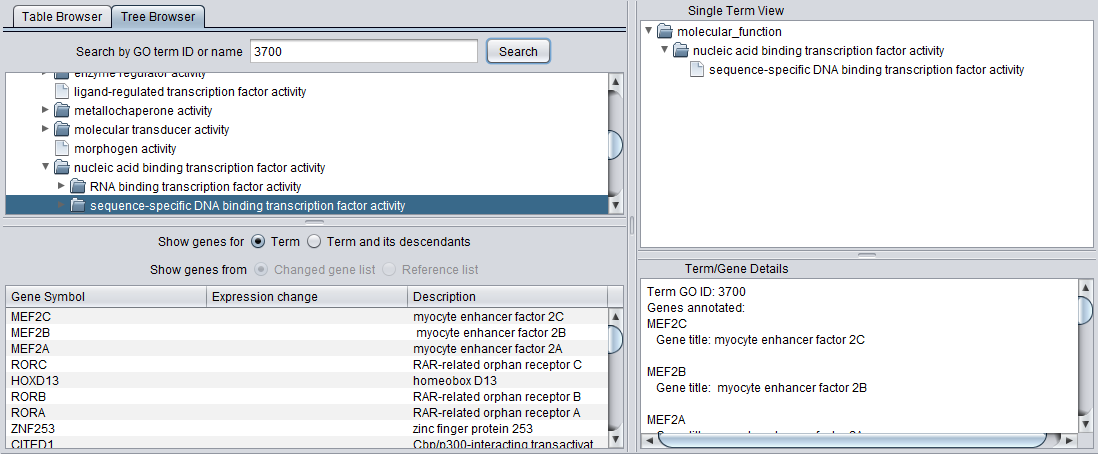 Table Browser
Tree Browser
Search by GO term ID or name
3700
Search
enzyme regulator activity
ligand-regulated transcription factor activity
metallochaperone activity
molecular transducer activity
morphogen activity
nucleic acid binding transcription factor activity
RNA binding transcription factor activity
sequence-specific DNA binding transcription factor activity
Show genes for Term Term and its descendants
Show genes from Changed gene list Reference list
Gene Symbol Expression change Description
MEF2C myocyte enhancer factor 2C
MEF2B myocyte enhancer factor 2B
MEF2A myocyte enhancer factor 2A
RORC RAR-related orphan receptor C
HOXD13 homeobox D13
RORB RAR-related orphan receptor B
RORA RAR-related orphan receptor A
ZNF253 zinc finger protein 253
CITED1 Cbp/p300-interacting transactivat
Single Term View
molecular_function
nucleic acid binding transcription factor activity
sequence-specific DNA binding transcription factor activity
Term/Gene Details
Term GO ID: 3700
Genes annotated:
MEF2C
Gene title: myocyte enhancer factor 2C
MEF2B
Gene title: myocyte enhancer factor 2B
MEF2A
Gene title: myocyte enhancer factor 2A